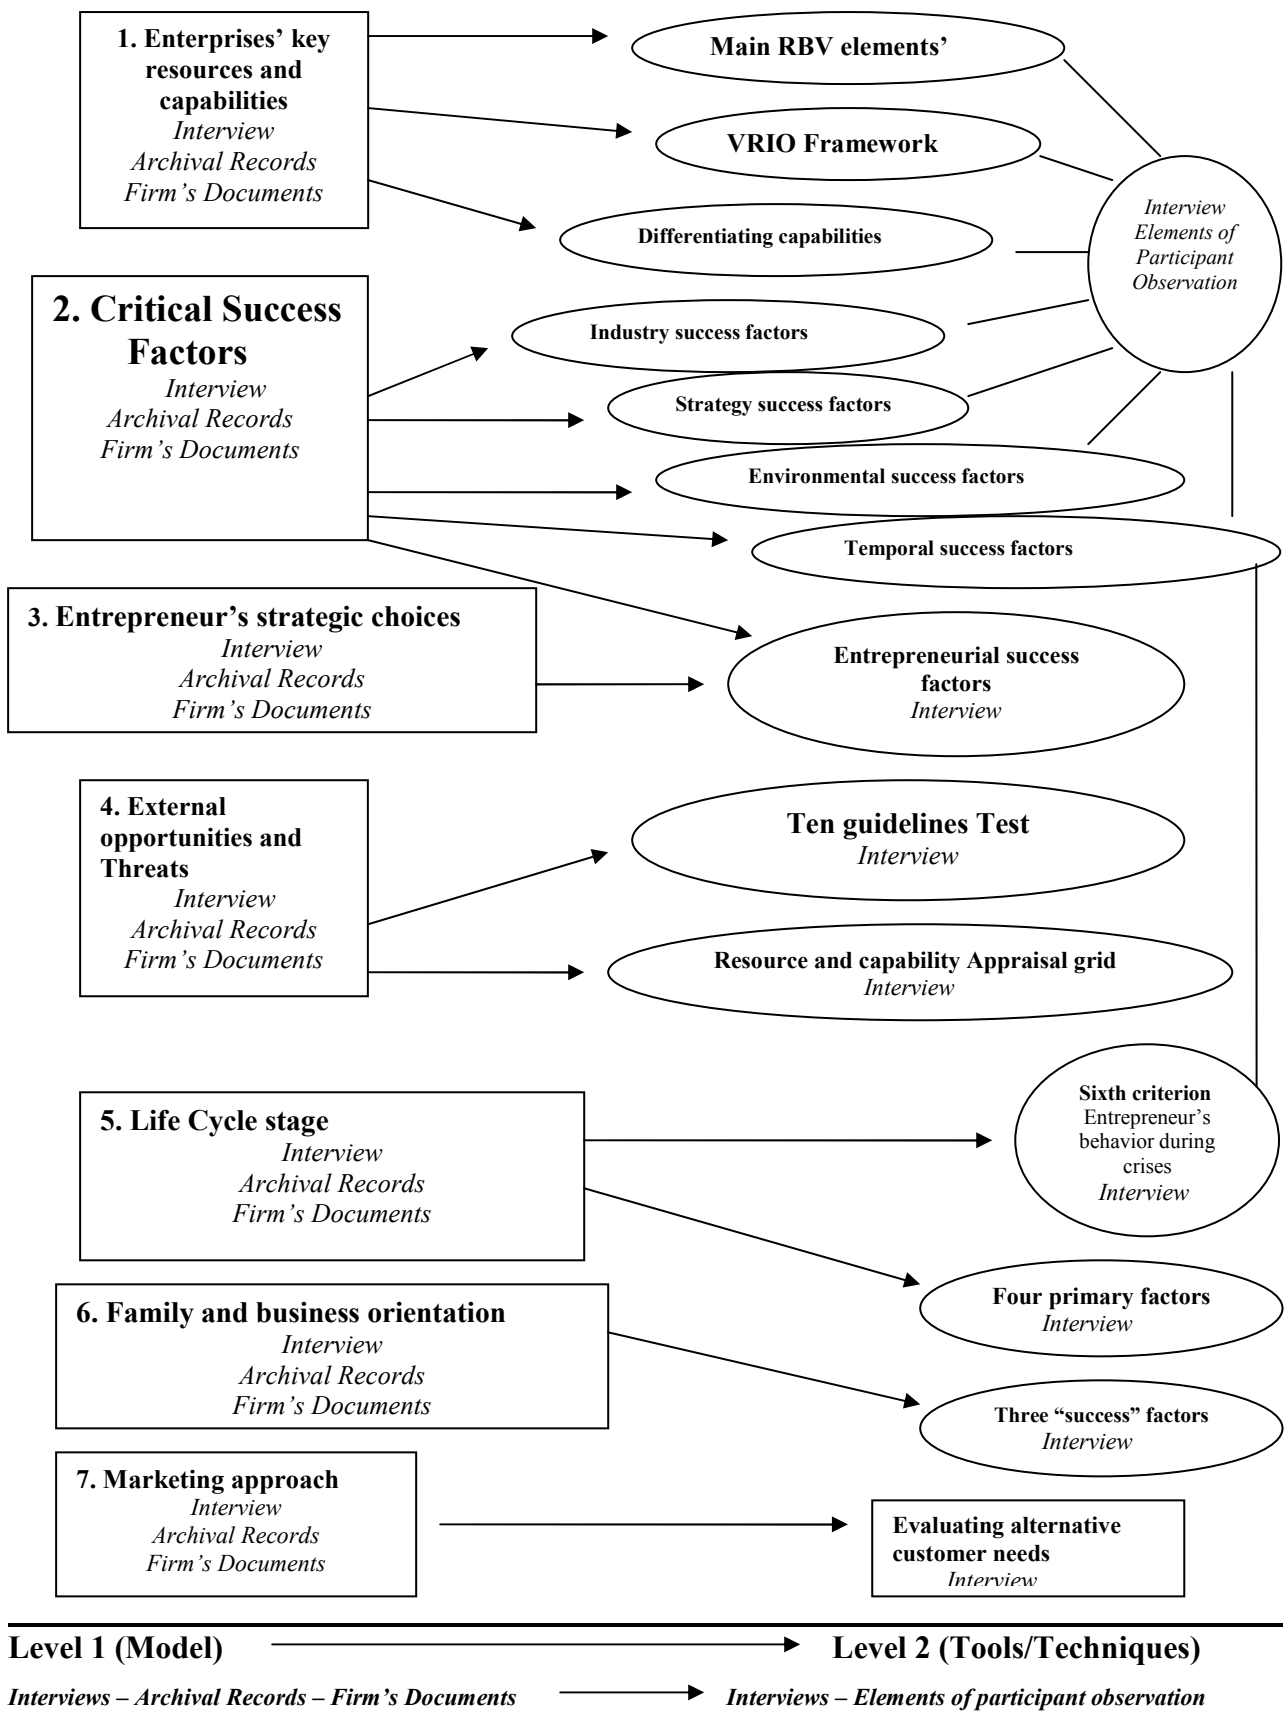 1. Enterprises’ key
resources and
capabilities
Interview
Archival Records
Firm’s Documents
Main RBV elements’
VRIO Framework
Differentiating capabilities
Interview
Elements of
Participant
Observation
2. Critical Success
Factors
Interview
Archival Records
Firm’s Documents
Industry success factors
Strategy success factors
Environmental success factors
Temporal success factors
3. Entrepreneur’s strategic choices
Interview
Archival Records
Firm’s Documents
Entrepreneurial success
factors
Interview
4. External
opportunities and
Threats
Interview
Archival Records
Firm’s Documents
Ten guidelines Test
Interview
Resource and capability Appraisal grid
Interview
5. Life Cycle stage
Interview
Archival Records
Firm’s Documents
Sixth criterion
Entrepreneur’s
behavior during
crises
Interview
Four primary factors
Interview
6. Family and business orientation
Interview
Archival Records
Firm’s Documents
Three “success” factors
Interview
7. Marketing approach
Interview
Archival Records
Firm’s Documents
Evaluating alternative
customer needs
Interview
Level 1 (Model)
Level 2 (Tools/Techniques)
Interviews – Archival Records – Firm’s Documents
Interviews – Elements of participant observation